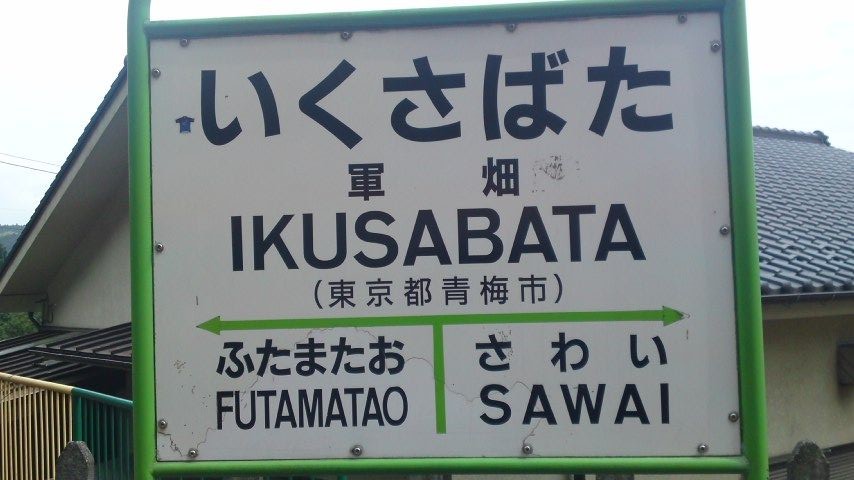 いくさばた
軍畑
IKUSABATA
(東京都青梅市)
ふたまたお さわい
FUTAMATAO SAWAI